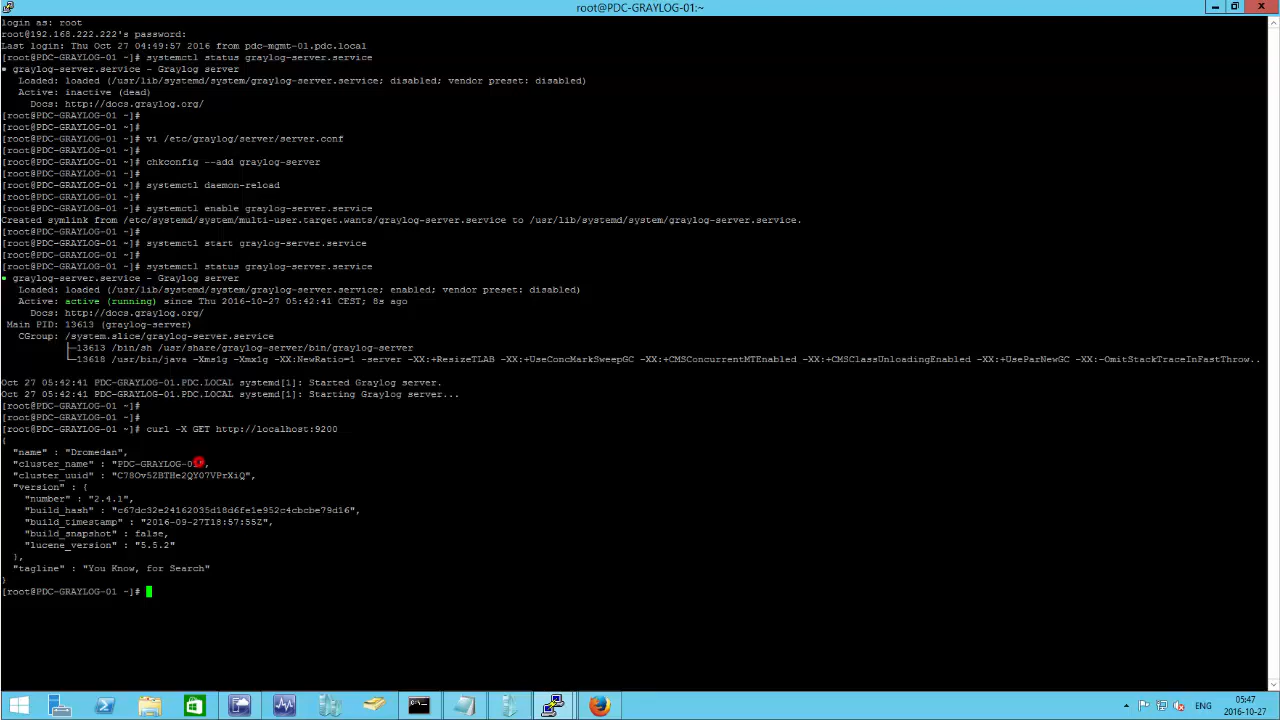 root@PDC-GRAYLOG-01:~
login as: root
root@192.168.222.222's password:
Last login: Thu Oct 27 04:49:57 2016 from pdc-mgmt-01.pdc.local
[root@PDC-GRAYLOG-01 ~]# systemctl status graylog-server.service
● graylog-server.service - Graylog server
Loaded: loaded (/usr/lib/systemd/system/graylog-server.service; disabled; vendor preset: disabled)
Active: inactive (dead)
Docs: http://docs.graylog.org/
[root@PDC-GRAYLOG-01 ~]#
[root@PDC-GRAYLOG-01 ~]#
[root@PDC-GRAYLOG-01 ~]# vi /etc/graylog/server/server.conf
[root@PDC-GRAYLOG-01 ~]#
[root@PDC-GRAYLOG-01 ~]# chkconfig --add graylog-server
[root@PDC-GRAYLOG-01 ~]#
[root@PDC-GRAYLOG-01 ~]# systemctl daemon-reload
[root@PDC-GRAYLOG-01 ~]#
[root@PDC-GRAYLOG-01 ~]# systemctl enable graylog-server.service
Created symlink from /etc/systemd/system/multi-user.target.wants/graylog-server.service to /usr/lib/systemd/system/graylog-server.service.
[root@PDC-GRAYLOG-01 ~]#
[root@PDC-GRAYLOG-01 ~]# systemctl start graylog-server.service
[root@PDC-GRAYLOG-01 ~]#
[root@PDC-GRAYLOG-01 ~]# systemctl status graylog-server.service
● graylog-server.service - Graylog server
Loaded: loaded (/usr/lib/systemd/system/graylog-server.service; enabled; vendor preset: disabled)
Active: active (running) since Thu 2016-10-27 05:42:41 CEST; 8s ago
Docs: http://docs.graylog.org/
Main PID: 13613 (graylog-server)
CGroup: /system.slice/graylog-server.service
├─13613 /bin/sh /usr/share/graylog-server/bin/graylog-server
└─13618 /usr/bin/java -Xms1g -Xmx1g -XX:NewRatio=1 -server -XX:+ResizeTLAB -XX:+UseConcMarkSweepGC -XX:+CMSConcurrentMTEnabled -XX:+CMSClassUnloadingEnabled -XX:+UseParNewGC -XX:-OmitStackTraceInFastThrow..
Oct 27 05:42:41 PDC-GRAYLOG-01.PDC.LOCAL systemd[1]: Started Graylog server.
Oct 27 05:42:41 PDC-GRAYLOG-01.PDC.LOCAL systemd[1]: Starting Graylog server...
[root@PDC-GRAYLOG-01 ~]#
[root@PDC-GRAYLOG-01 ~]#
[root@PDC-GRAYLOG-01 ~]# curl -X GET http://localhost:9200
{
"name" : "Dromedan",
"cluster_name" : "PDC-GRAYLOG-01",
"cluster_uuid" : "C78Ov5ZBTHe2QY07VPrXiQ",
"version" : {
"number" : "2.4.1",
"build_hash" : "c67dc32e24162035d18d6fe1e952c4cbcbe79d16",
"build_timestamp" : "2016-09-27T18:57:55Z",
"build_snapshot" : false,
"lucene_version" : "5.5.2"
},
"tagline" : "You Know, for Search"
}
[root@PDC-GRAYLOG-01 ~]#
ENG
05:47
2016-10-27